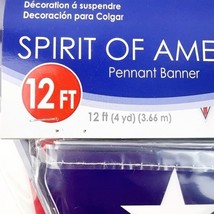 Décoration á suspendre
Decoración para Colgar
SPIRIT OF AME
Pennant Banner
12 FT
12 ft (4 yd) (3.66 m)